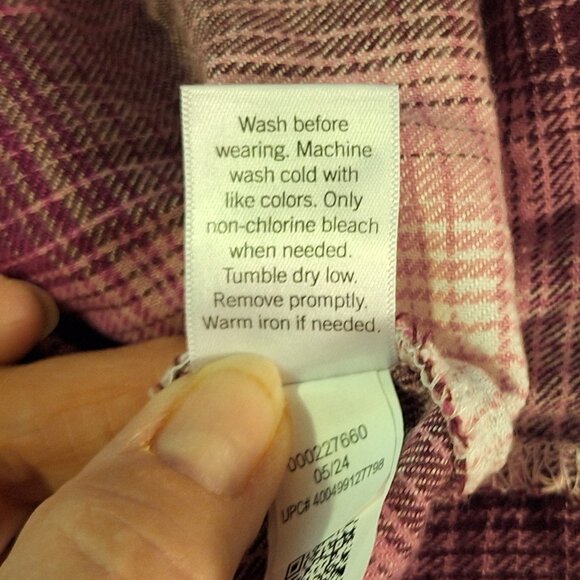 Wash before
wearing. Machine
wash cold with
like colors. Only
non-chlorine bleach
when needed.
Tumble dry low.
Remove promptly.
Warm iron if needed.
000227660
05/24
UPC# 400499127798